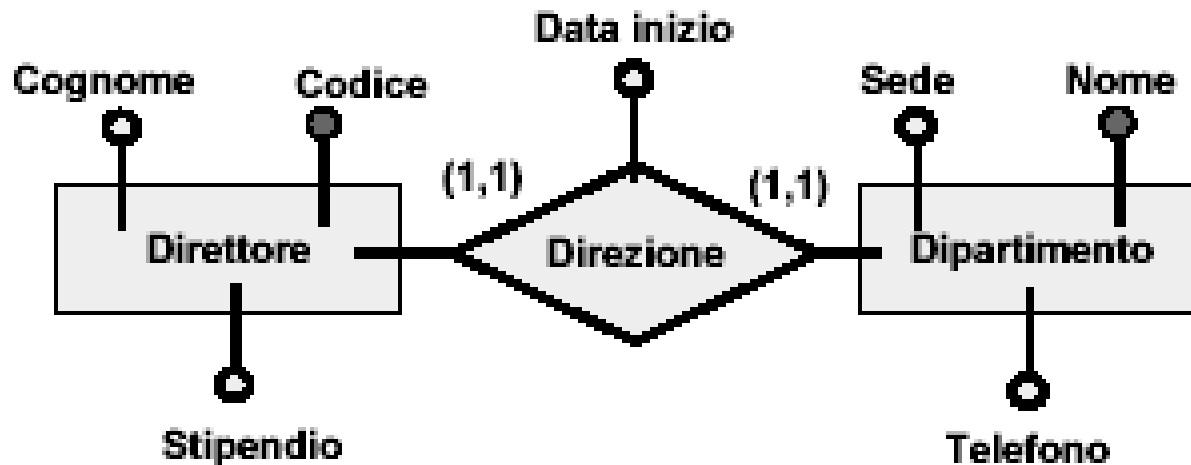 Data inizio
Cognome
Codice
Sede
Nome
(1,1)
(1,1)
Direttore
Direzione
Dipartimento
Stipendio
Telefono